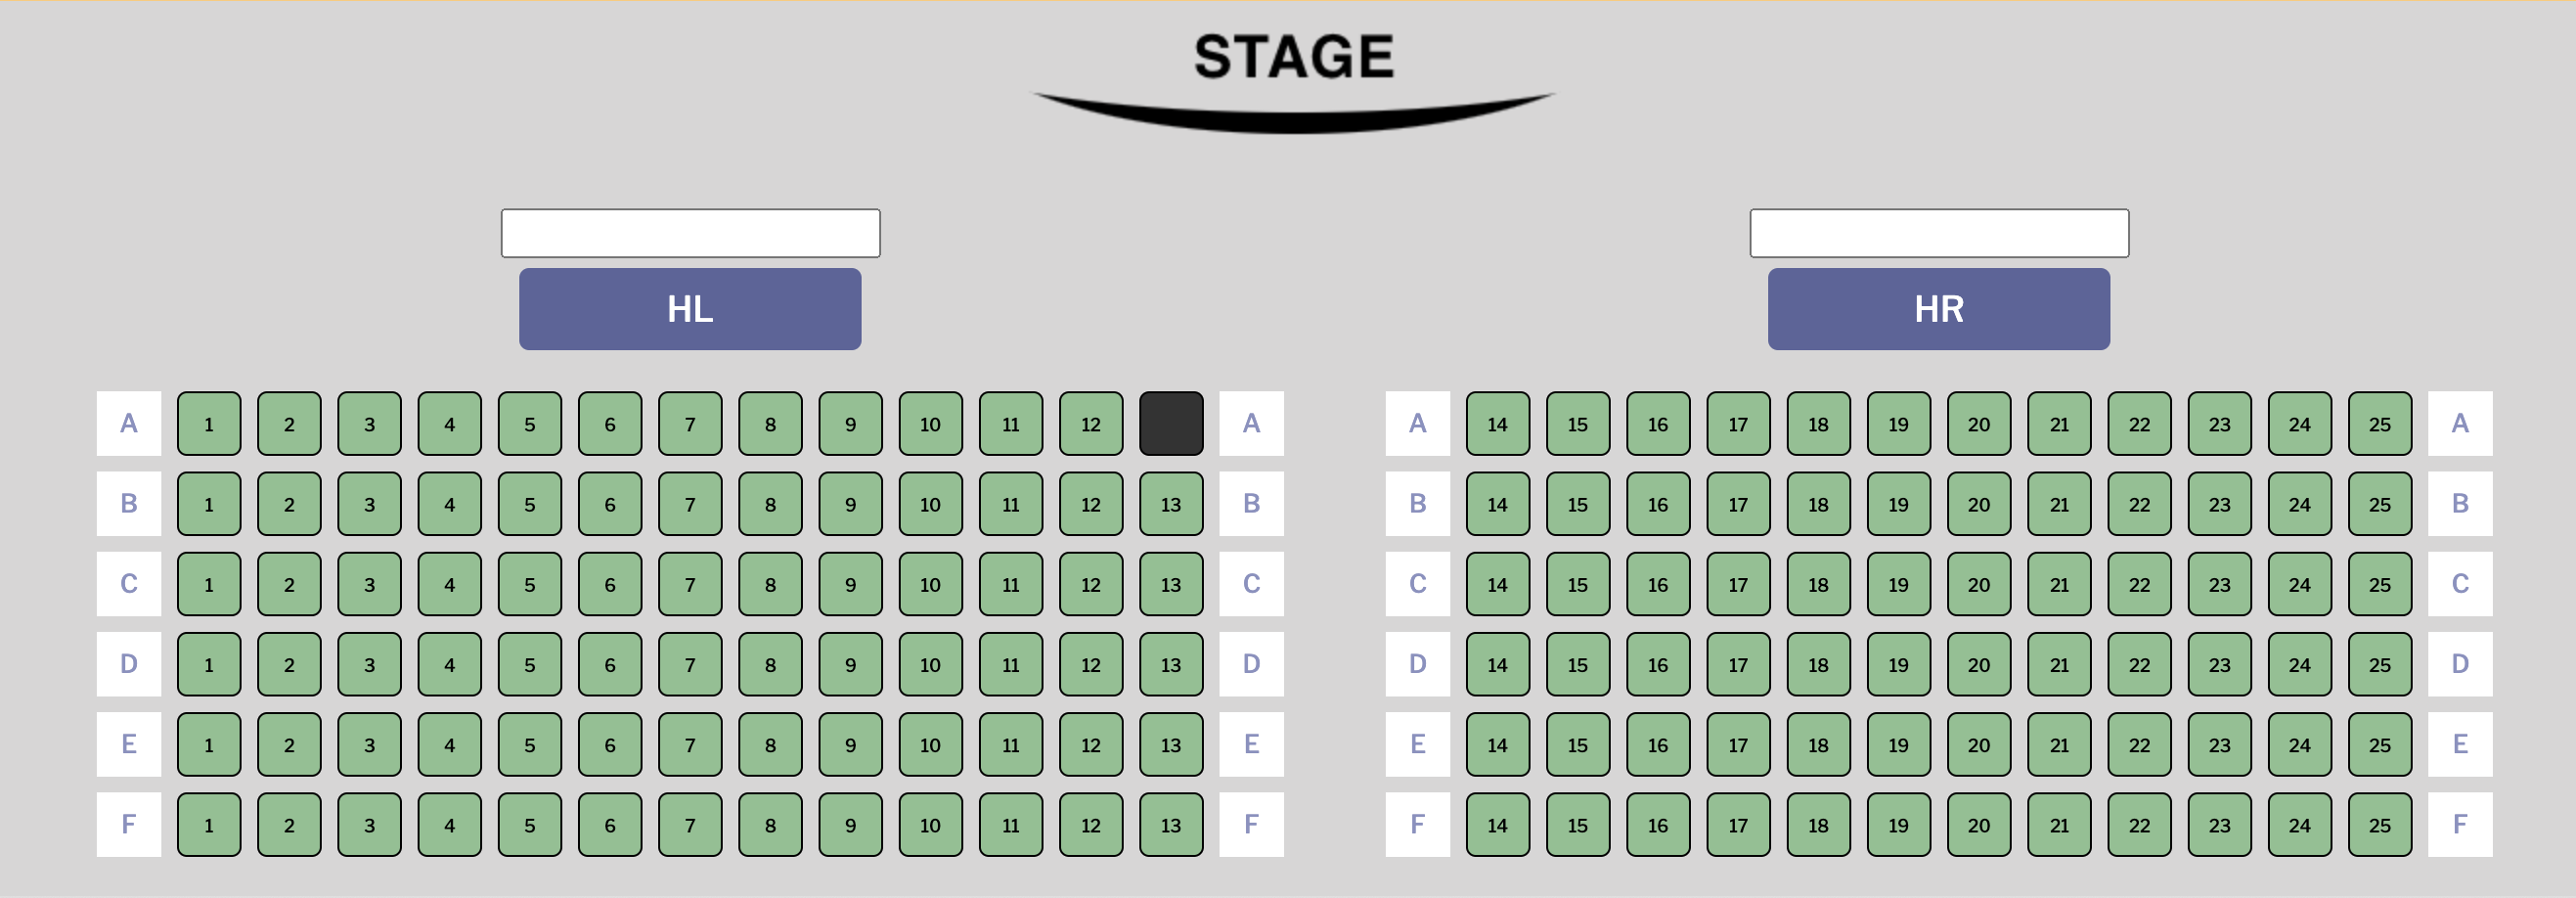 STAGE
HL HR
A 1 2 3 4 5 6 7 8 9 10 11 12 A A 14 15 16 17 18 19 20 21 22 23 24 25 A
B 1 2 3 4 5 6 7 8 9 10 11 12 13 B B 14 15 16 17 18 19 20 21 22 23 24 25 B
C 1 2 3 4 5 6 7 8 9 10 11 12 13 C C 14 15 16 17 18 19 20 21 22 23 24 25 C
D 1 2 3 4 5 6 7 8 9 10 11 12 13 D D 14 15 16 17 18 19 20 21 22 23 24 25 D
E 1 2 3 4 5 6 7 8 9 10 11 12 13 E E 14 15 16 17 18 19 20 21 22 23 24 25 E
F 1 2 3 4 5 6 7 8 9 10 11 12 13 F F 14 15 16 17 18 19 20 21 22 23 24 25 F